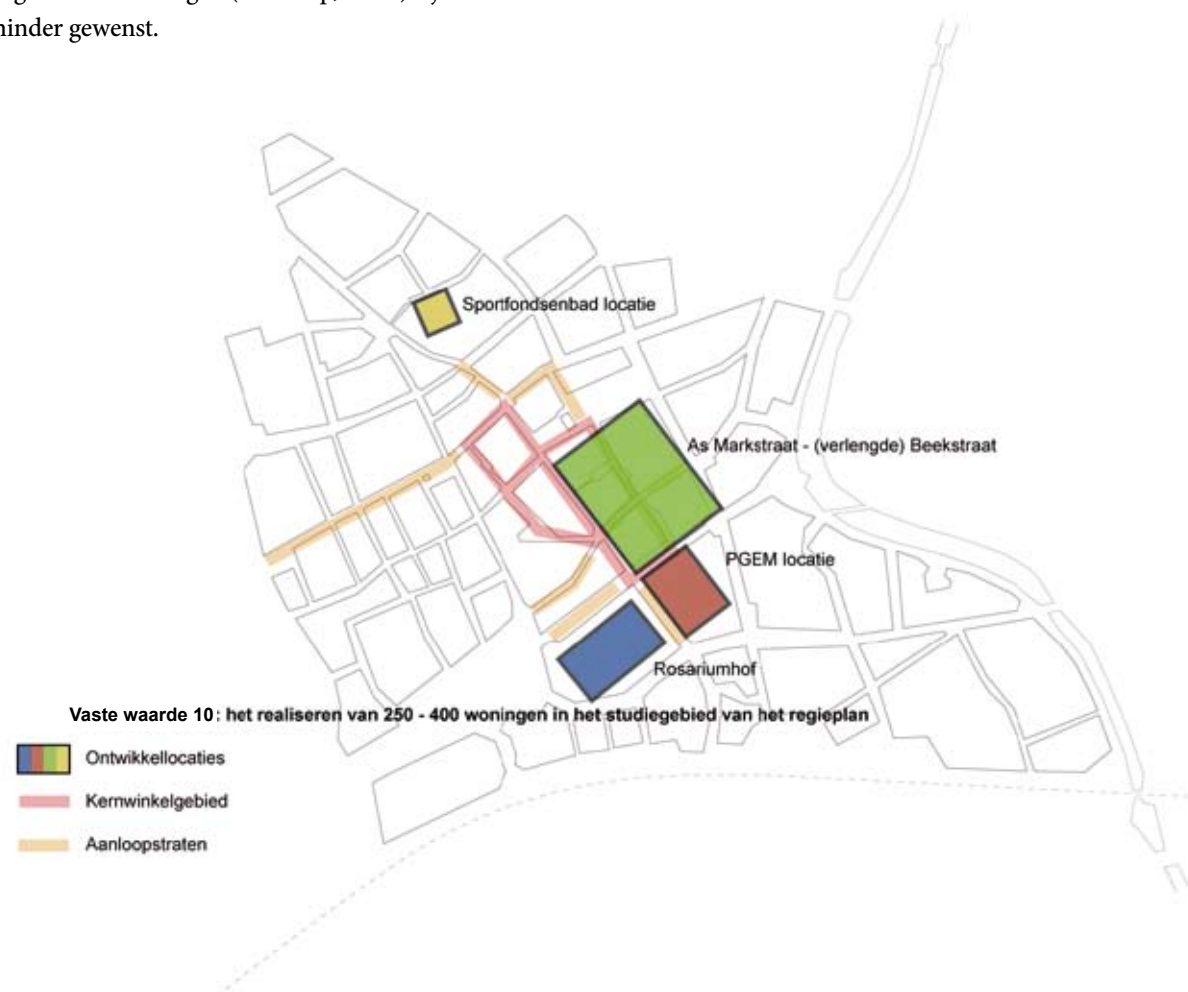 minder gewenst.
Sportfondsenbad locatie
As Markstraat - (verlengde) Beekstraat
PGEM locatie
Rosariumhof
Vaste waarde 10: het realiseren van 250 - 400 woningen in het studiegebied van het regieplan
Ontwikkellocaties
Kernwinkelgebied
Aanloopstraten